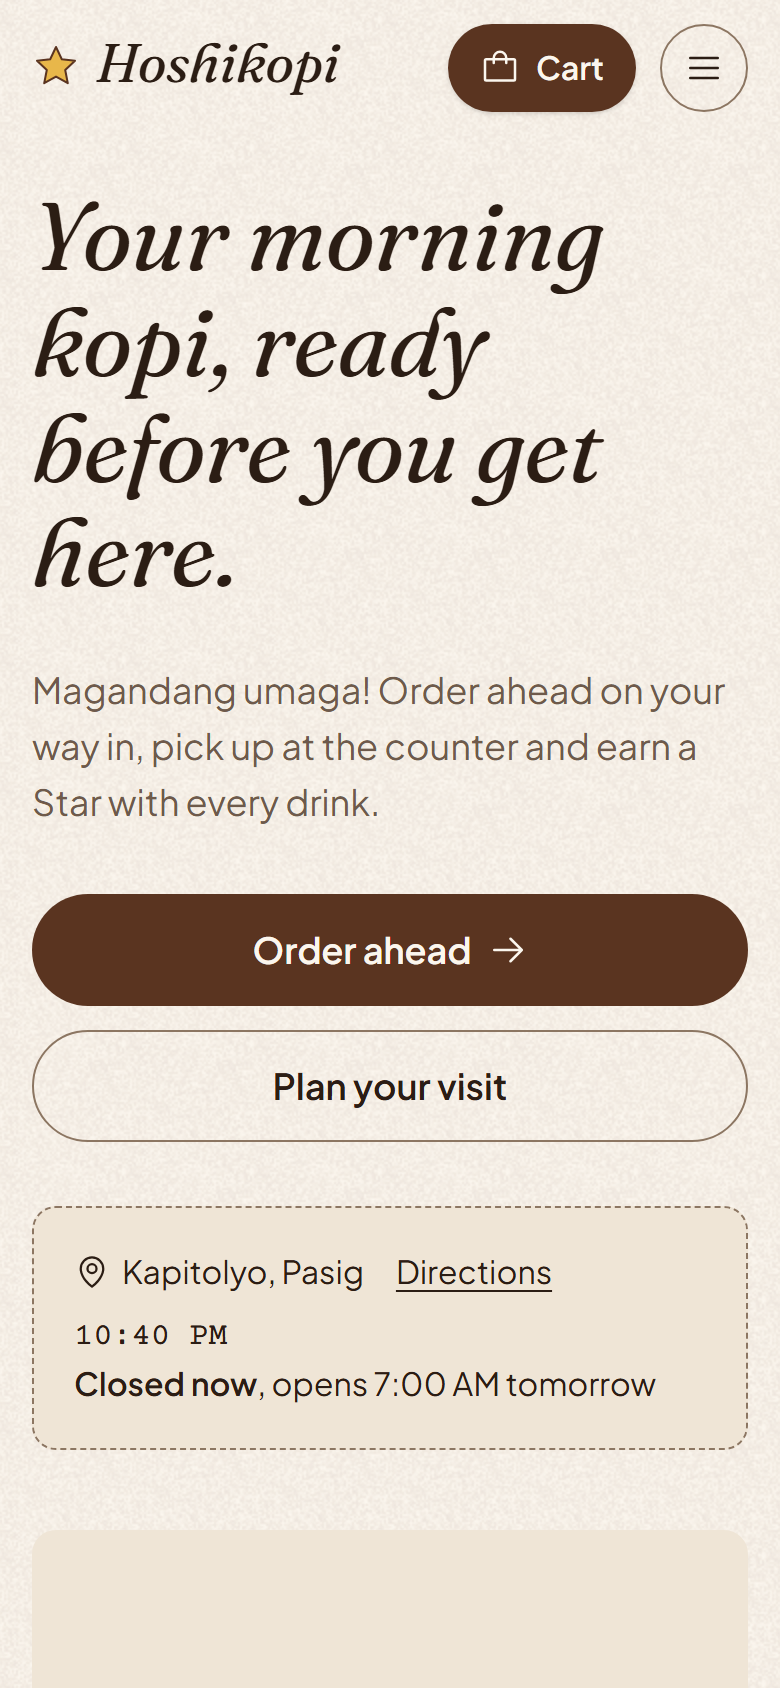 Hoshikopi
Cart
Your morning
kopi, ready
before you get
here.
Magandang umaga! Order ahead on your
way in, pick up at the counter and earn a
Star with every drink.
Order ahead →
Plan your visit
Kapitolyo, Pasig Directions
10:40 PM
Closed now, opens 7:00 AM tomorrow